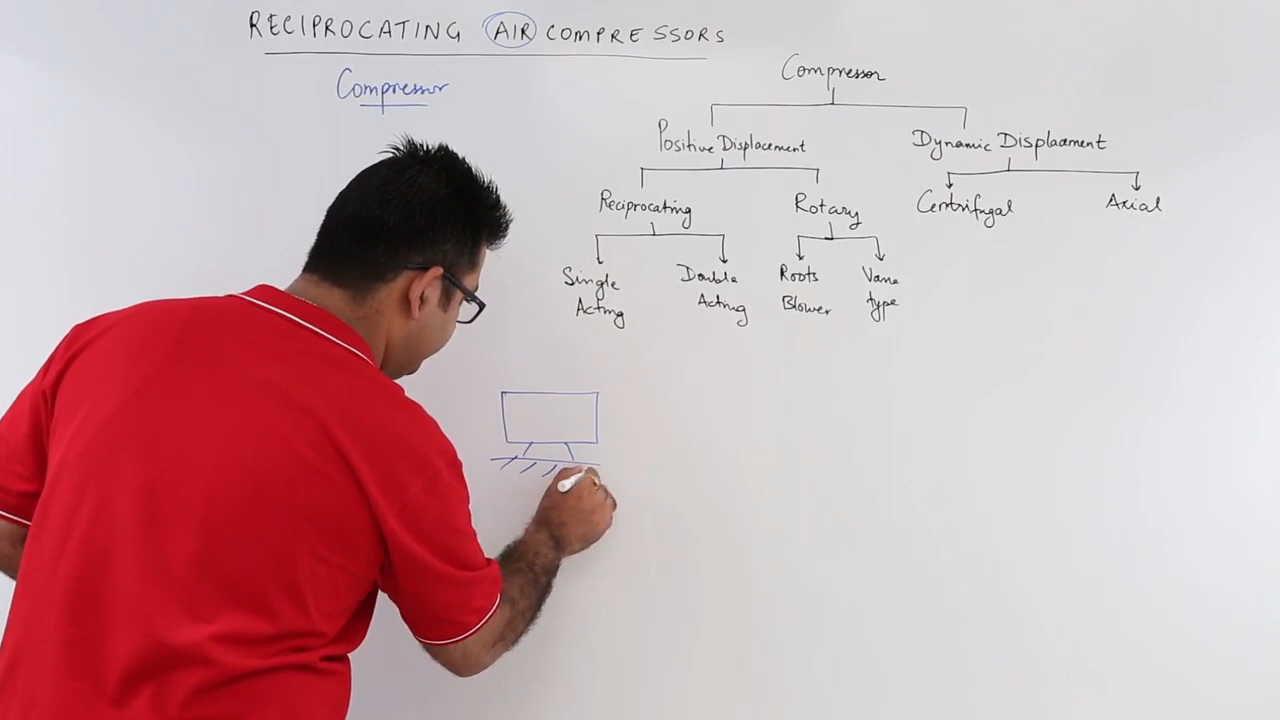 RECIPROCATING AIR COMPRESSORS
Compressor
Compressor
Positive Displacement
Dynamic Displacement
Reciprocating
Rotary
Centrifugal
Axial
Single
Acting
Double
Acting
Roots
Blower
Vane
type